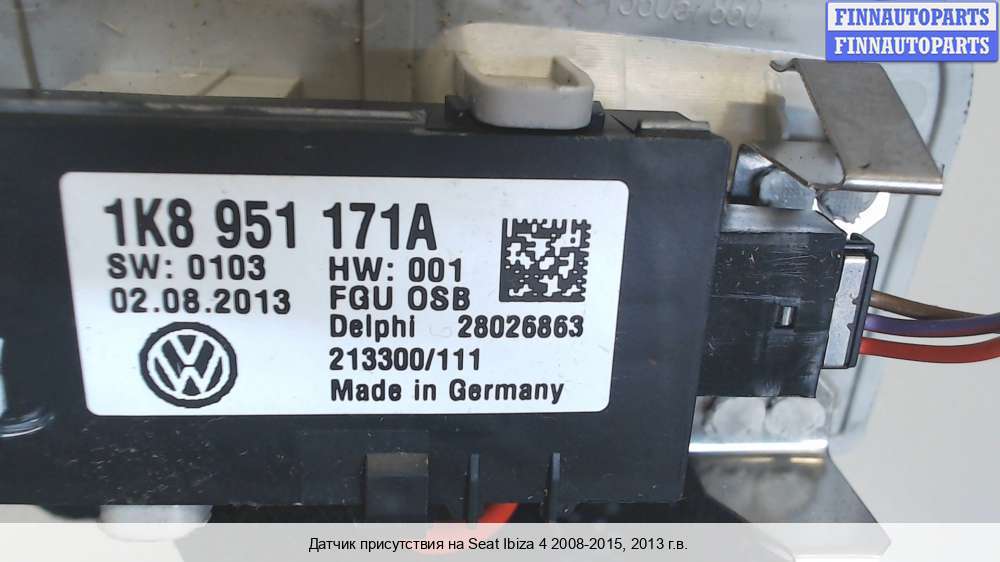 FINNAUTOPARTS
FINNAUTOPARTS
1K8 951 171A
SW: 0103 HW: 001
02.08.2013 FGU OSB
Delphi 28026863
213300/111
Made in Germany
Датчик присутствия на Seat Ibiza 4 2008-2015, 2013 г.в.